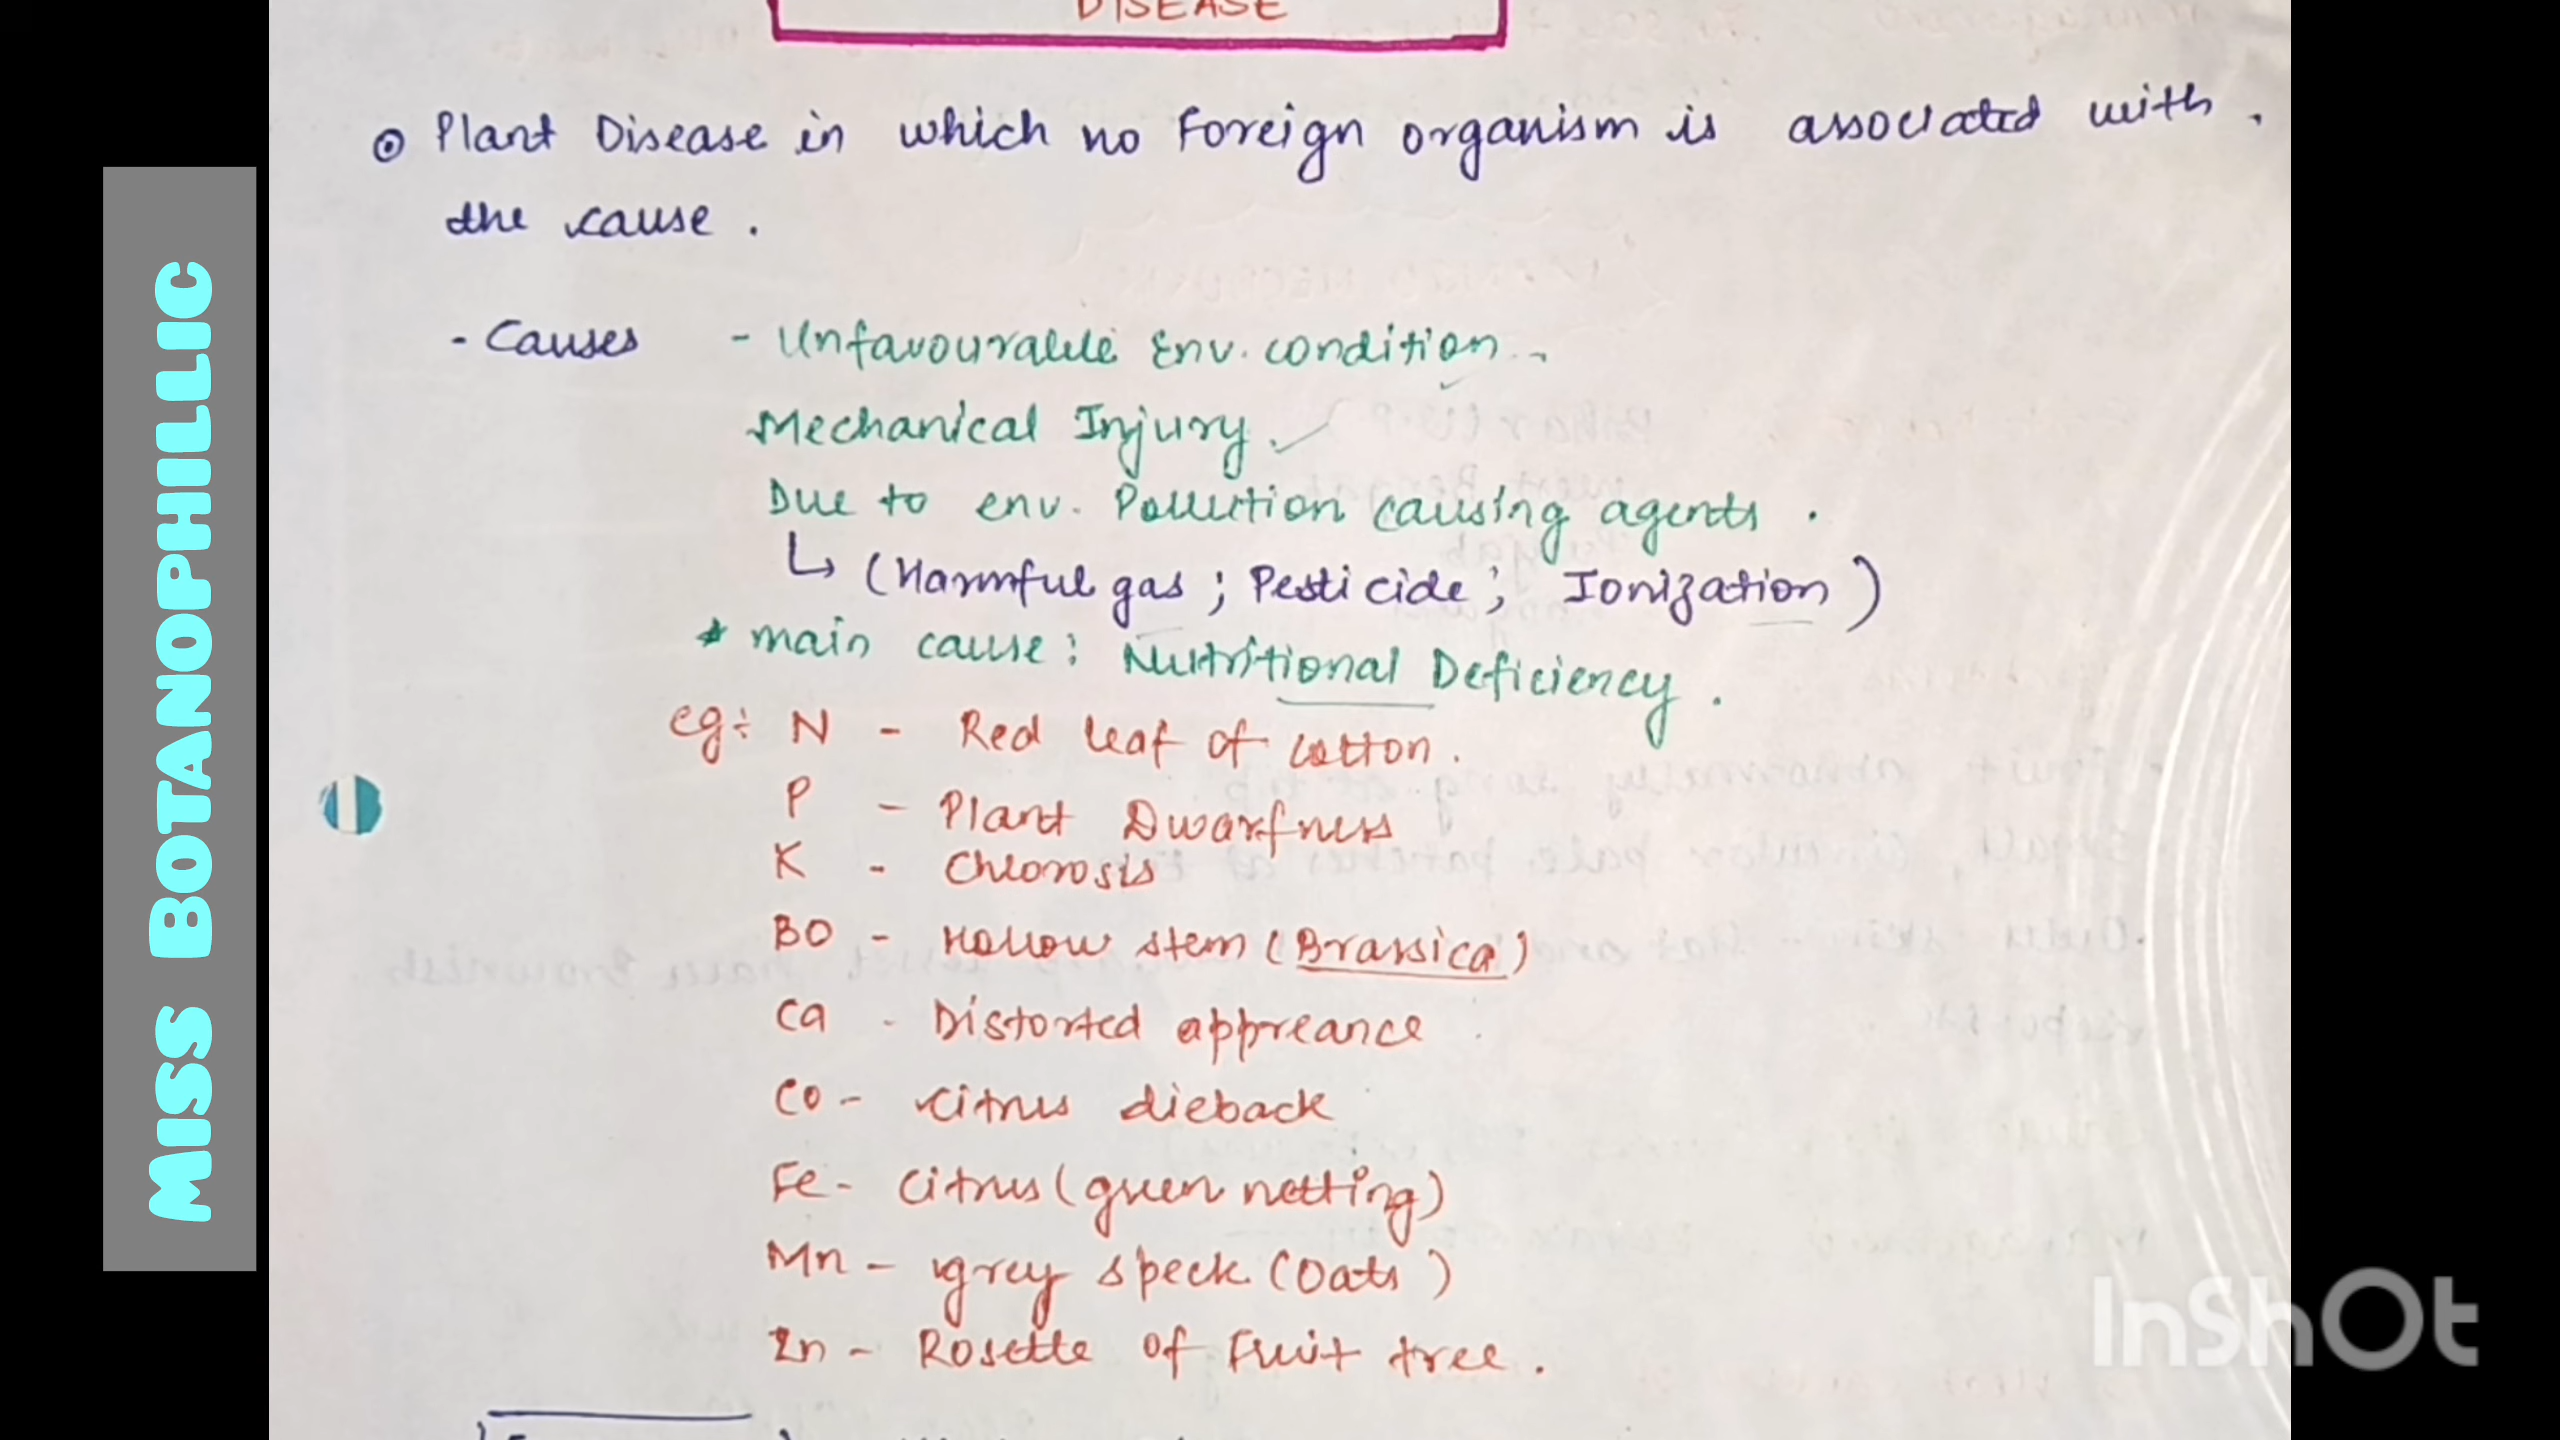 DISEASE
⊙ Plant Disease in which no Foreign organism is associated with.
the cause.
- Causes - Unfavourable Env. condition..
Mechanical Injury.
Due to env. Pollution causing agents.
↳ (Harmful gas; Pesticide; Ionization)
* main cause: Nutritional Deficiency.
eg:- N - Red leaf of cotton.
P - Plant Dwarfness
K - Chlorosis
BO - Hollow stem (Brassica)
Ca - Distorted appreance
CO - Citrus dieback
Fe - Citrus (green netting)
Mn - grey speck (Oats)
Zn - Rosette of Fruit tree.
MISS BOTANOPHILLIC
InShOt